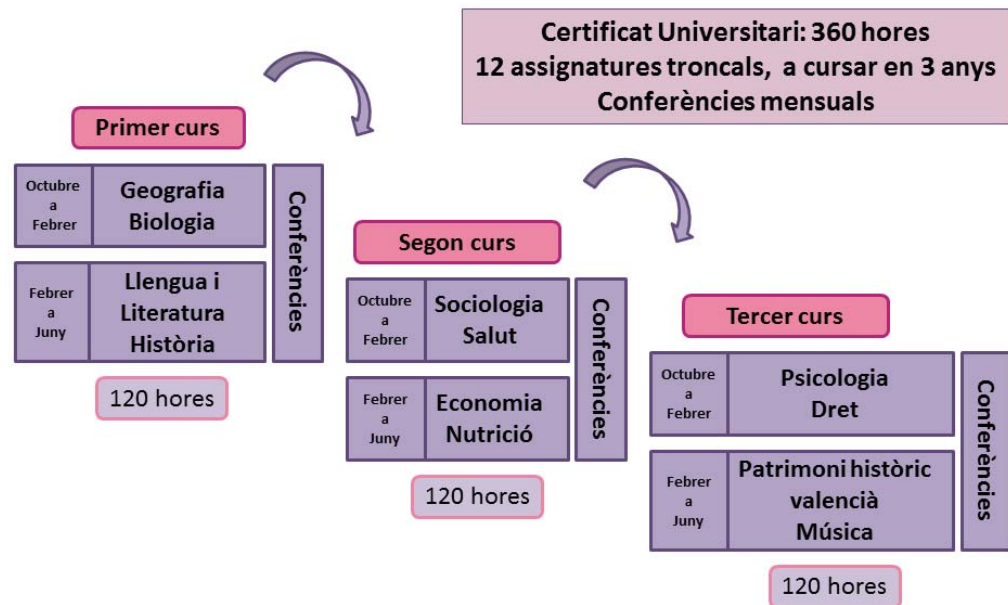 Certificat Universitari: 360 hores
12 assignatures troncals, a cursar en 3 anys
Conferències mensuals
Primer curs
Octubre
a
Febrer
Geografia
Biologia
Febrer
a
Juny
Llengua i
Literatura
Història
Conferències
120 hores
Segon curs
Octubre
a
Febrer
Sociologia
Salut
Febrer
a
Juny
Economia
Nutrició
Conferències
120 hores
Tercer curs
Octubre
a
Febrer
Psicologia
Dret
Febrer
a
Juny
Patrimoni històric
valencià
Música
Conferències
120 hores